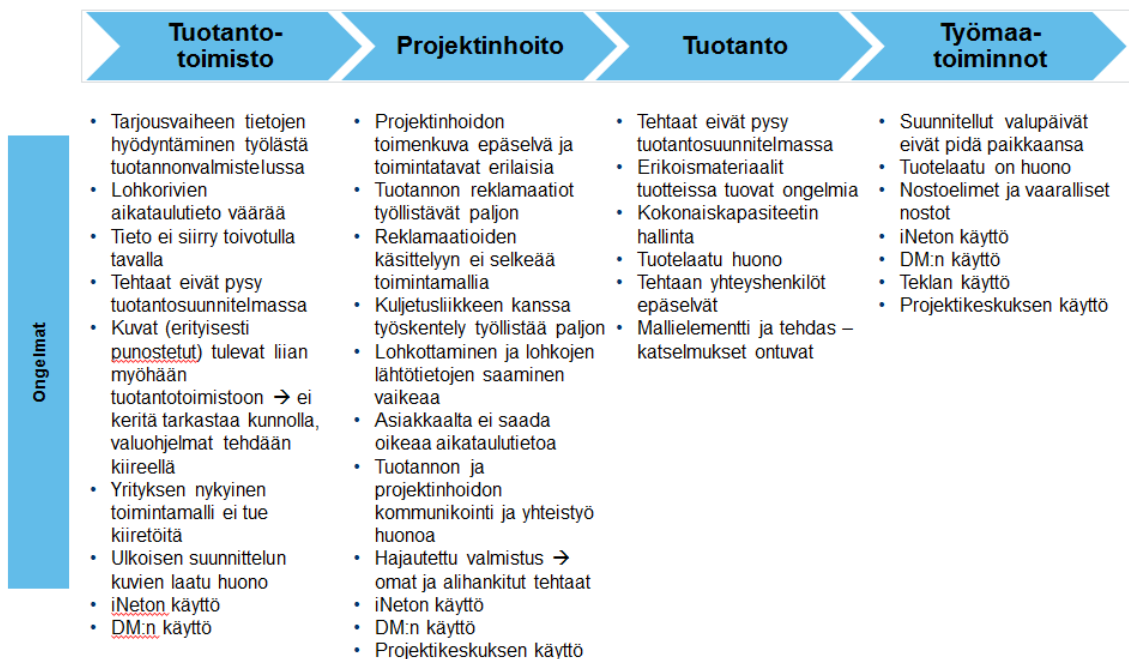 Tuotanto-
toimisto
Projektinhoito
Tuotanto
Työmaa-
toiminnot
Ongelmat
• Tarjousvaiheen tietojen
hyödyntäminen työlästä
tuotannonvalmistelussa
• Lohkorivien
aikataulutieto väärää
• Tieto ei siirry toivotulla
tavalla
• Tehtaat eivät pysy
tuotantosuunnitelmassa
• Kuvat (erityisesti
punostetut) tulevat liian
myöhään
tuotantotoimistoon → ei
keritä tarkastaa kunnolla,
valuohjelmat tehdään
kiireellä
• Yrityksen nykyinen
toimintamalli ei tue
kiiretöitä
• Ulkoisen suunnittelun
kuvien laatu huono
• iNeton käyttö
• DM:n käyttö
• Projektinhoidon
toimenkuva epäselvä ja
toimintatavat erilaisia
• Tuotannon reklamaatiot
työllistävät paljon
• Reklamaatioiden
käsittelyyn ei selkeää
toimintamallia
• Kuljetusliikkeen kanssa
työskentely työllistää paljon
• Lohkottaminen ja lohkojen
lähtötietojen saaminen
vaikeaa
• Asiakkaalta ei saada
oikeaa aikataulutietoa
• Tuotannon ja
projektinhoidon
kommunikointi ja yhteistyö
huonoa
• Hajautettu valmistus →
omat ja alihankitut tehtaat
• iNeton käyttö
• DM:n käyttö
• Projektikeskuksen käyttö
• Tehtaat eivät pysy
tuotantosuunnitelmassa
• Erikoismateriaalit
tuotteissa tuovat ongelmia
• Kokonaiskapasiteetin
hallinta
• Tuotelaatu huono
• Tehtaan yhteyshenkilöt
epäselvät
• Mallielementti ja tehdas –
katselmukset ontuvat
• Suunnitellut valupäivät
eivät pidä paikkaansa
• Tuotelaatu on huono
• Nostoelimet ja vaaralliset
nostot
• iNeton käyttö
• DM:n käyttö
• Teklan käyttö
• Projektikeskuksen käyttö